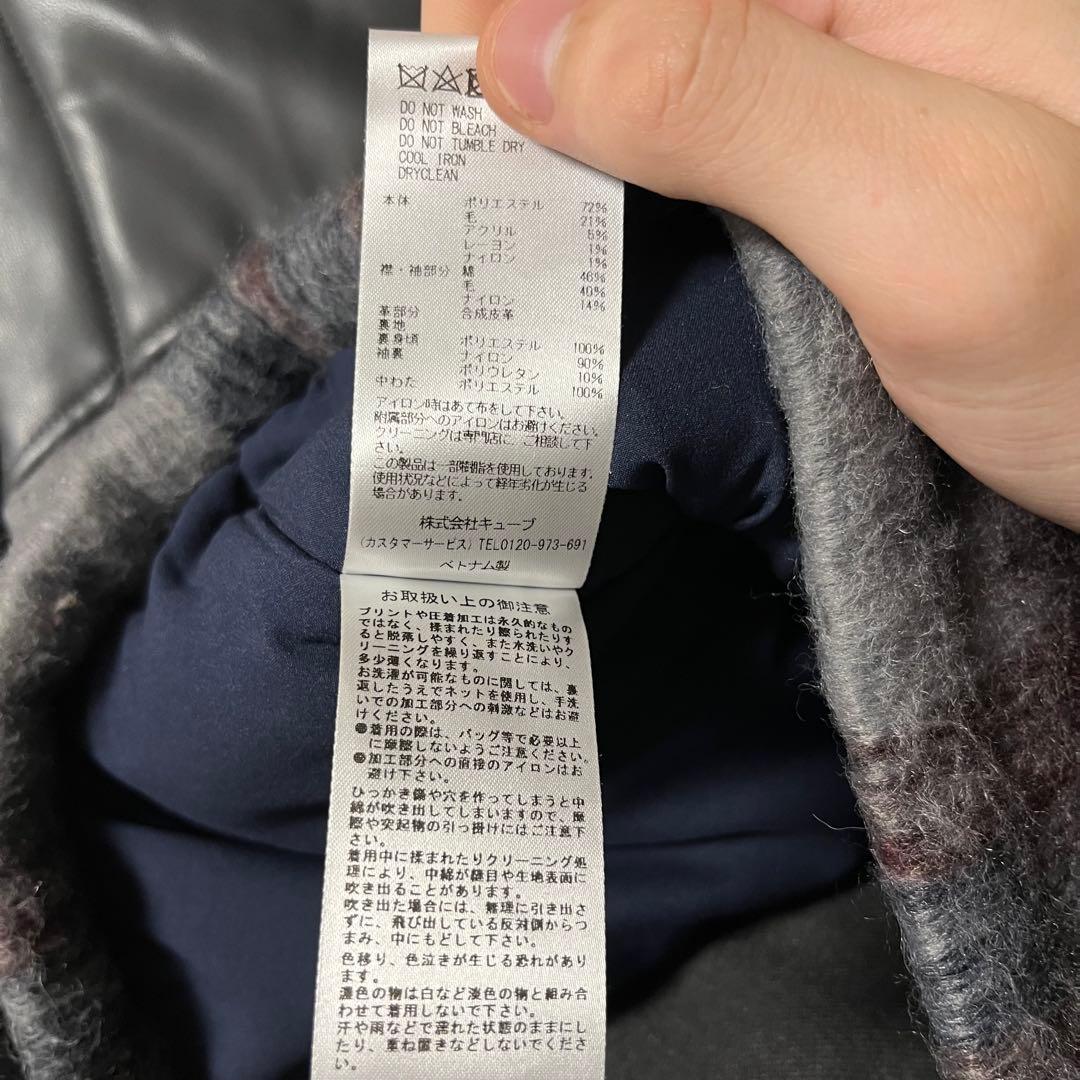 DO NOT WASH
DO NOT BLEACH
DO NOT TUMBLE DRY
COOL IRON
DRYCLEAN
本体 ポリエステル 72%
毛 21%
アクリル 5%
レーヨン 1%
ナイロン 1%
襟・袖部分 綿 46%
毛 40%
ナイロン 14%
革部分 合成皮革
裏地
裏身頃 ポリエステル 100%
袖裏 ナイロン 90%
ポリウレタン 10%
中わた ポリエステル 100%
アイロン時はあて布をして下さい。
附属部分へのアイロンはお避けください。
クリーニングは専門店に、ご相談して下
さい。
この製品は一部樹脂を使用しております。
使用状況などによって経年劣化が生じる
場合があります。
株式会社キューブ
(カスタマーサービス) TEL0120-973-691
ベトナム製
お取扱い上の御注意
プリントや圧着加工は永久的なもの
ではなく、揉まれたり擦られたりす
ると脱落しやすく、また水洗いやク
リーニングを繰り返すことにより、
多少薄くなります。
お洗濯が可能なものに関しては、裏
返したうえでネットを使用し、手洗
いでの加工部分への刺激などはお避
けください。
●着用の際は、バッグ等で必要以上
に摩擦しないようご注意ください。
●加工部分への直接のアイロンはお
避け下さい。
ひっかき傷や穴を作ってしまうと中
綿が吹き出してしまいますので、摩
擦や突起物の引っ掛けにはご注意下
さい。
着用中に揉まれたりクリーニング処
理により、中綿が縫目や生地表面に
吹き出ることがあります。
吹き出た場合には、無理に引き出さ
ずに、飛び出している反対側からつ
まみ、中にもどして下さい。
色移り、色泣きが生じる恐れがあり
ます。
濃色の物は白など淡色の物と組み合
わせて着用しないで下さい。
汗や雨などで濡れた状態のままにし
たり、重ね置きなどしないでくださ
い。